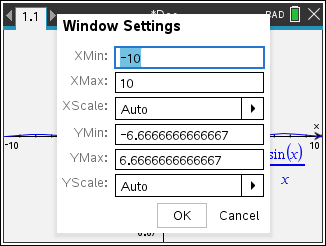 1.1
RAD
Window Settings
XMin: -10
XMax: 10
XScale: Auto
YMin: -6.6666666666667
YMax: 6.6666666666667
YScale: Auto
x
-10
10
sin(x)
x
OK Cancel